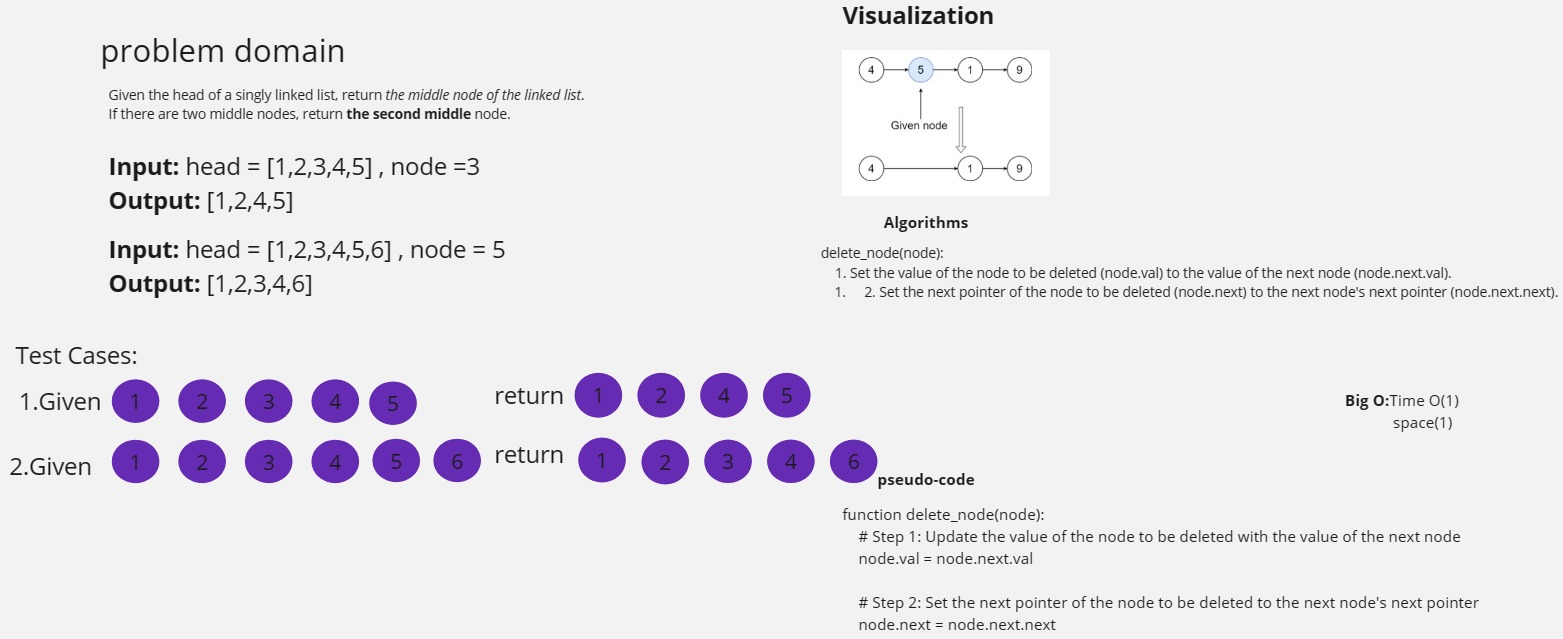 problem domain
Given the head of a singly linked list, return the middle node of the linked list.
If there are two middle nodes, return the second middle node.
Input: head = [1,2,3,4,5] , node =3
Output: [1,2,4,5]
Input: head = [1,2,3,4,5,6] , node = 5
Output: [1,2,3,4,6]
Test Cases:
1.Given 1 2 3 4 5 return 1 2 4 5
2.Given 1 2 3 4 5 6 return 1 2 3 4 6
Visualization
4 5 1 9
Given node
4 1 9
Algorithms
delete_node(node):
1. Set the value of the node to be deleted (node.val) to the value of the next node (node.next.val).
1. 2. Set the next pointer of the node to be deleted (node.next) to the next node's next pointer (node.next.next).
Big O:Time O(1)
space(1)
pseudo-code
function delete_node(node):
# Step 1: Update the value of the node to be deleted with the value of the next node
node.val = node.next.val
# Step 2: Set the next pointer of the node to be deleted to the next node's next pointer
node.next = node.next.next